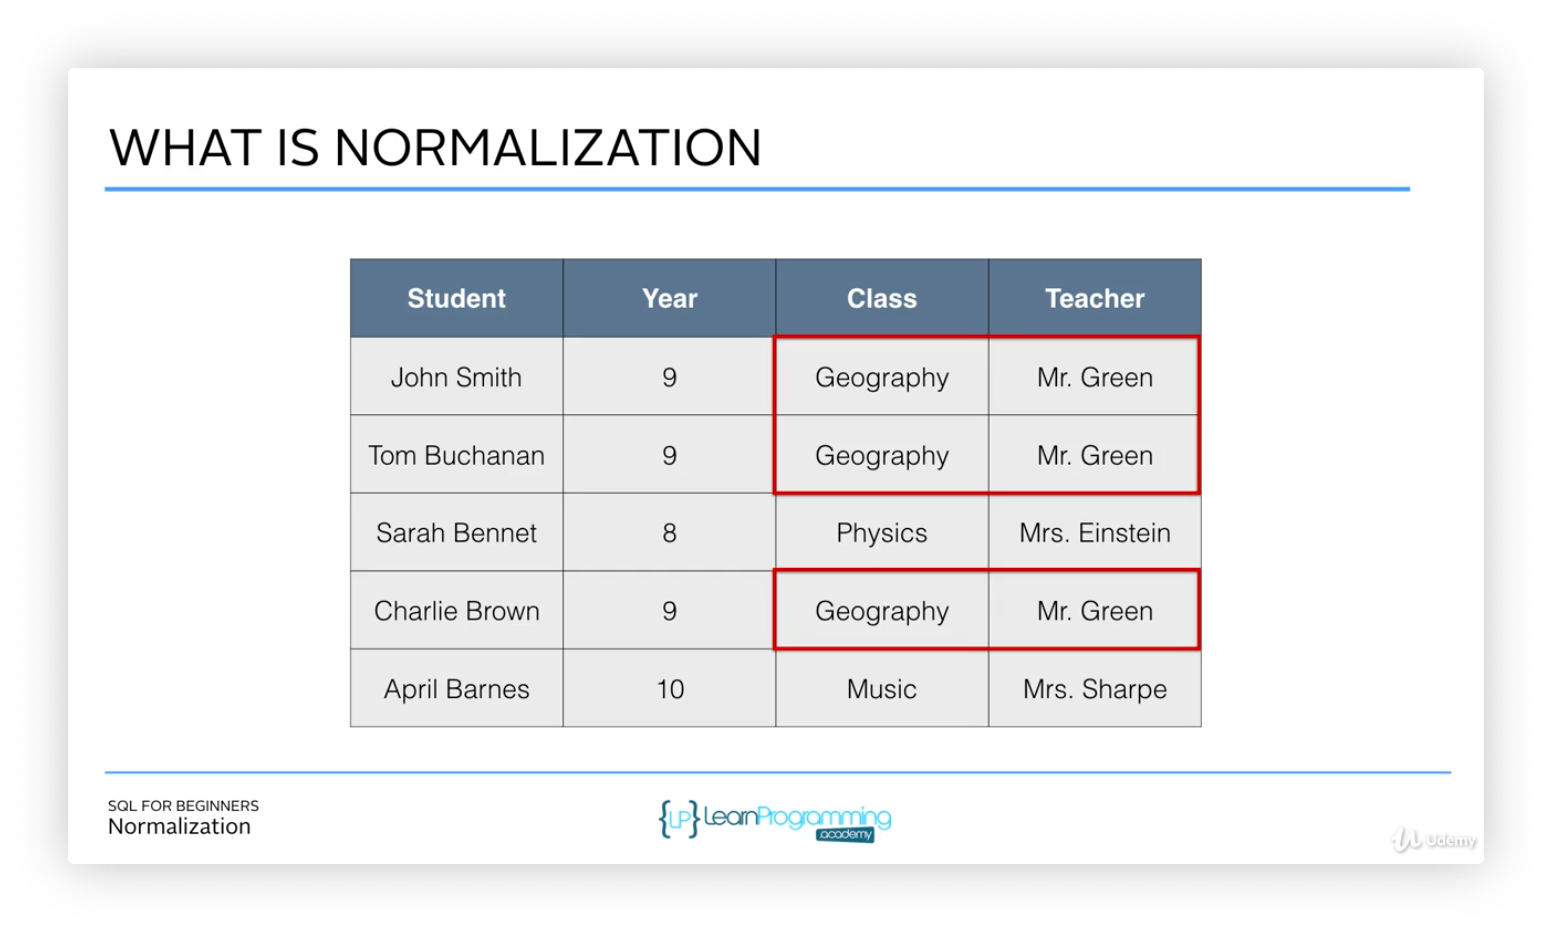 WHAT IS NORMALIZATION
Student Year Class Teacher
John Smith 9 Geography Mr. Green
Tom Buchanan 9 Geography Mr. Green
Sarah Bennet 8 Physics Mrs. Einstein
Charlie Brown 9 Geography Mr. Green
April Barnes 10 Music Mrs. Sharpe
SQL FOR BEGINNERS
Normalization
{LP} LearnProgramming
.academy
Udemy